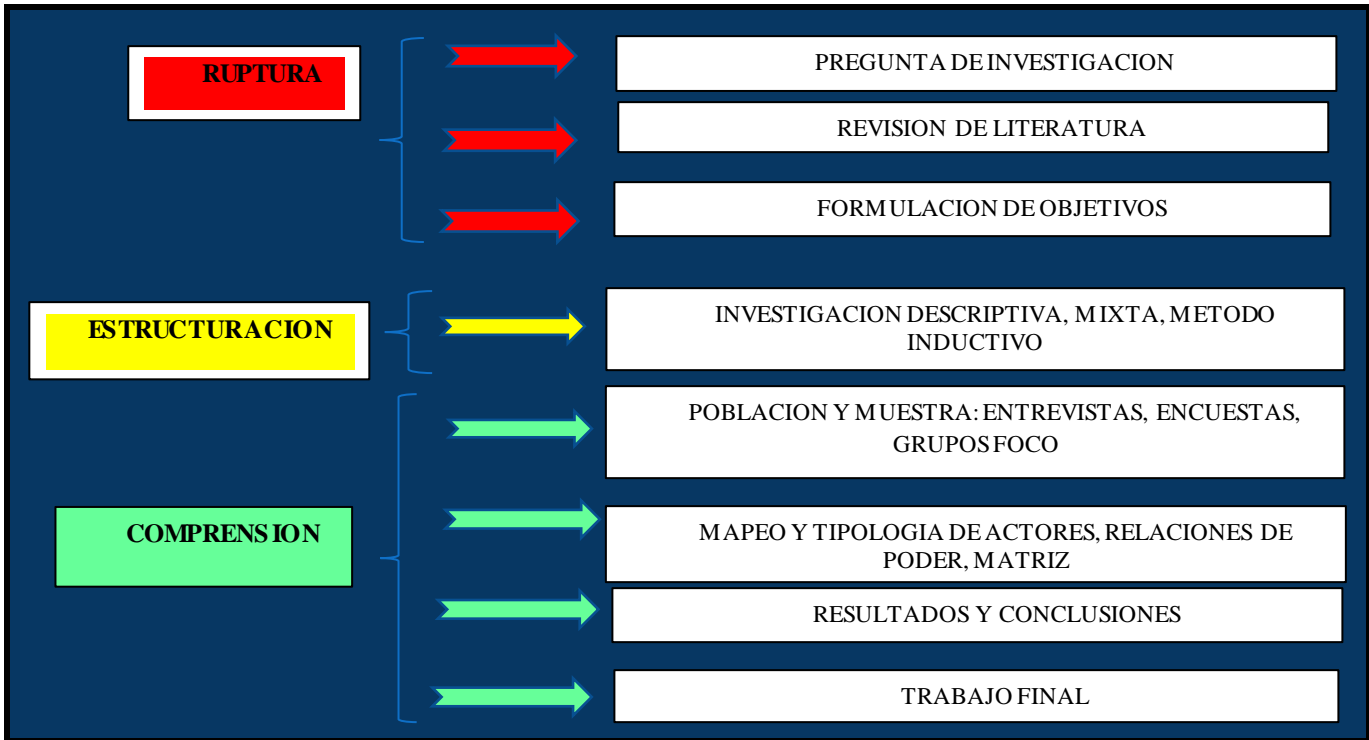 RUPTURA
PREGUNTA DE INVESTIGACION
REVISION DE LITERATURA
FORMULACION DE OBJETIVOS
ESTRUCTURACION
INVESTIGACION DESCRIPTIVA, MIXTA, METODO
INDUCTIVO
COMPRENSION
POBLACION Y MUESTRA: ENTREVISTAS, ENCUESTAS,
GRUPOS FOCO
MAPEO Y TIPOLOGIA DE ACTORES, RELACIONES DE
PODER, MATRIZ
RESULTADOS Y CONCLUSIONES
TRABAJO FINAL